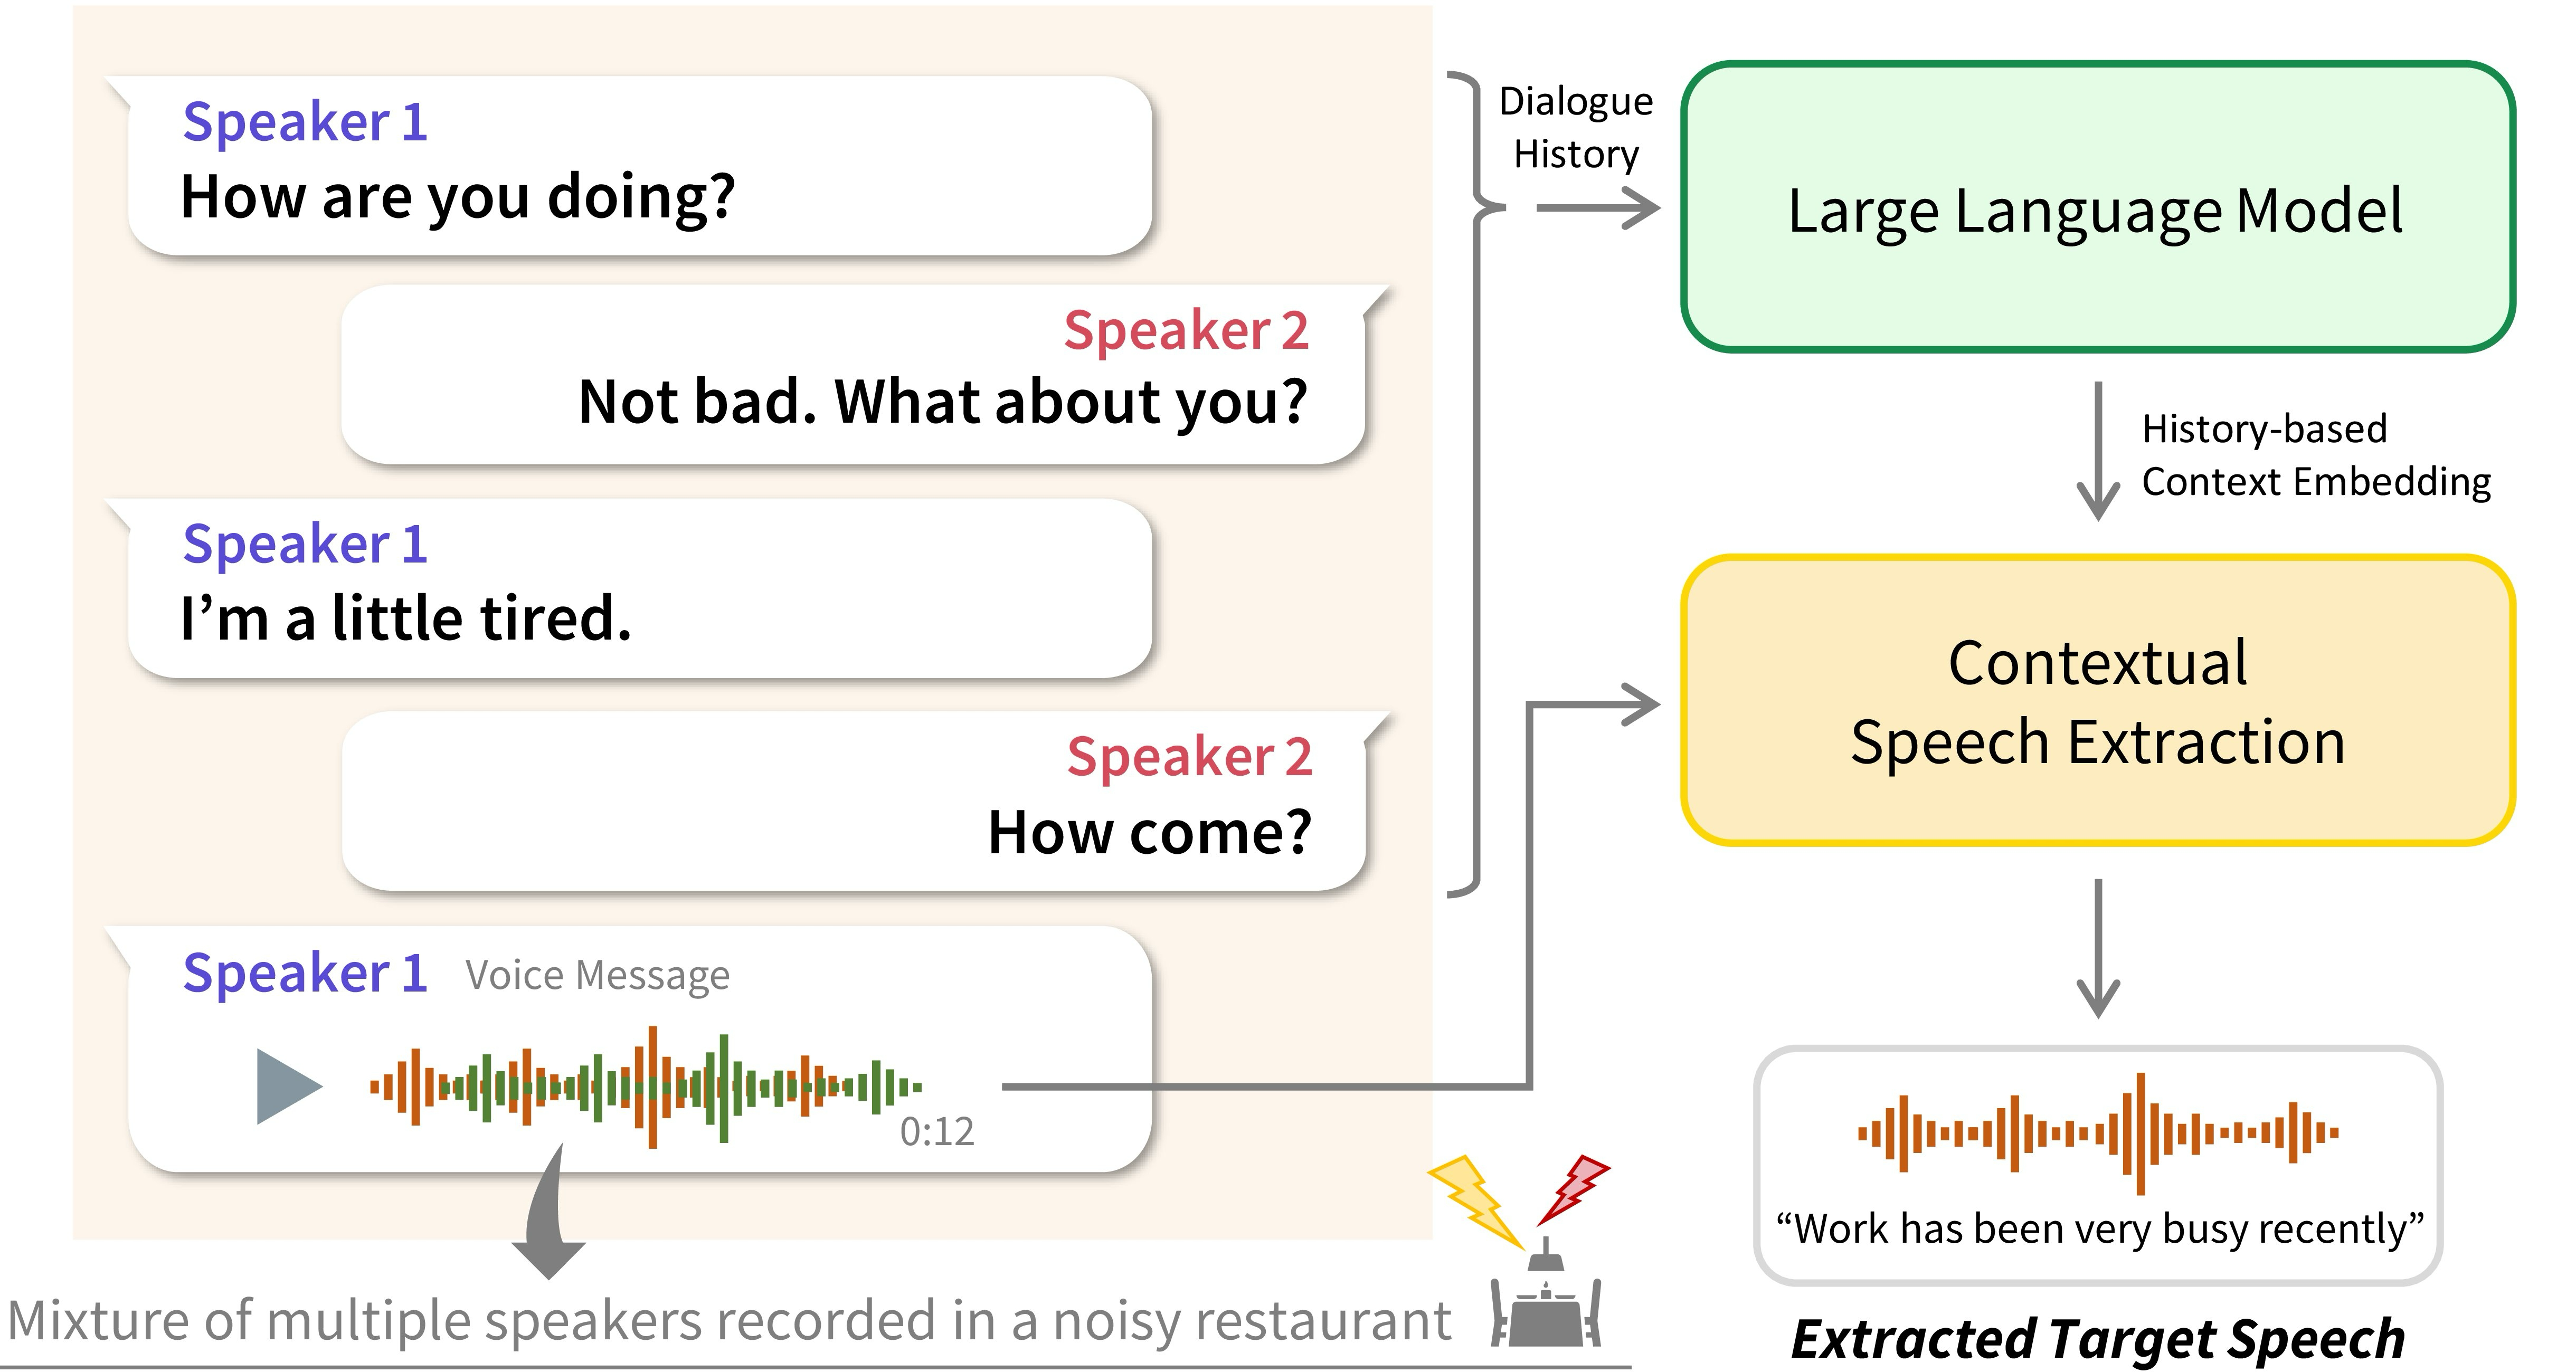 Speaker 1
How are you doing?
Speaker 2
Not bad. What about you?
Speaker 1
I’m a little tired.
Speaker 2
How come?
Speaker 1 Voice Message
0:12
Mixture of multiple speakers recorded in a noisy restaurant
Dialogue
History
Large Language Model
History-based
Context Embedding
Contextual
Speech Extraction
“Work has been very busy recently”
Extracted Target Speech